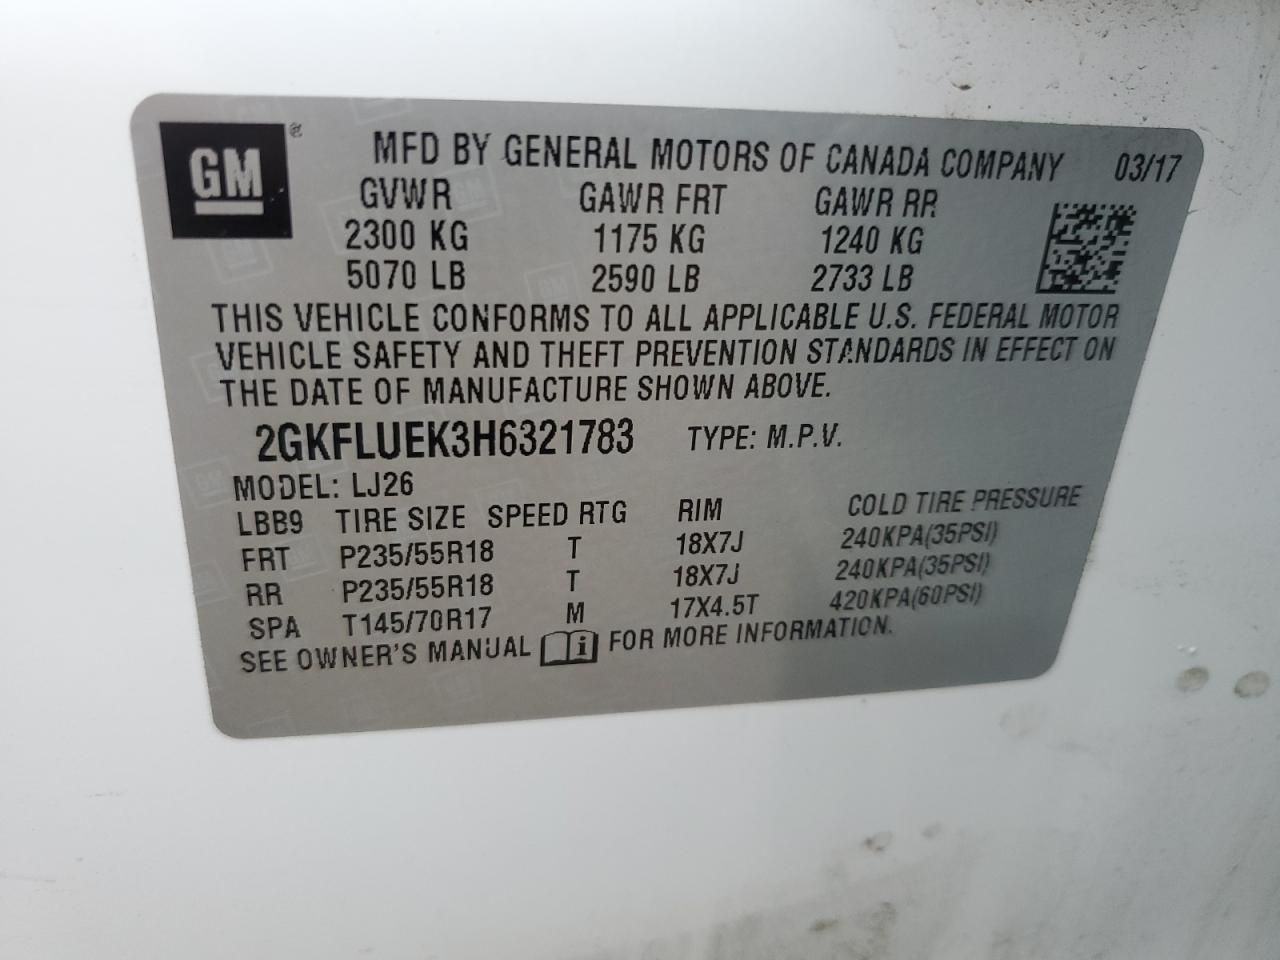 GM ®
MFD BY GENERAL MOTORS OF CANADA COMPANY 03/17
GVWR GAWR FRT GAWR RR
2300 KG 1175 KG 1240 KG
5070 LB 2590 LB 2733 LB
THIS VEHICLE CONFORMS TO ALL APPLICABLE U.S. FEDERAL MOTOR
VEHICLE SAFETY AND THEFT PREVENTION STANDARDS IN EFFECT ON
THE DATE OF MANUFACTURE SHOWN ABOVE.
2GKFLUEK3H6321783 TYPE: M.P.V.
MODEL: LJ26
LBB9 TIRE SIZE SPEED RTG RIM COLD TIRE PRESSURE
FRT P235/55R18 T 18X7J 240KPA(35PSI)
RR P235/55R18 T 18X7J 240KPA(35PSI)
SPA T145/70R17 M 17X4.5T 420KPA(60PSI)
SEE OWNER'S MANUAL i FOR MORE INFORMATION.